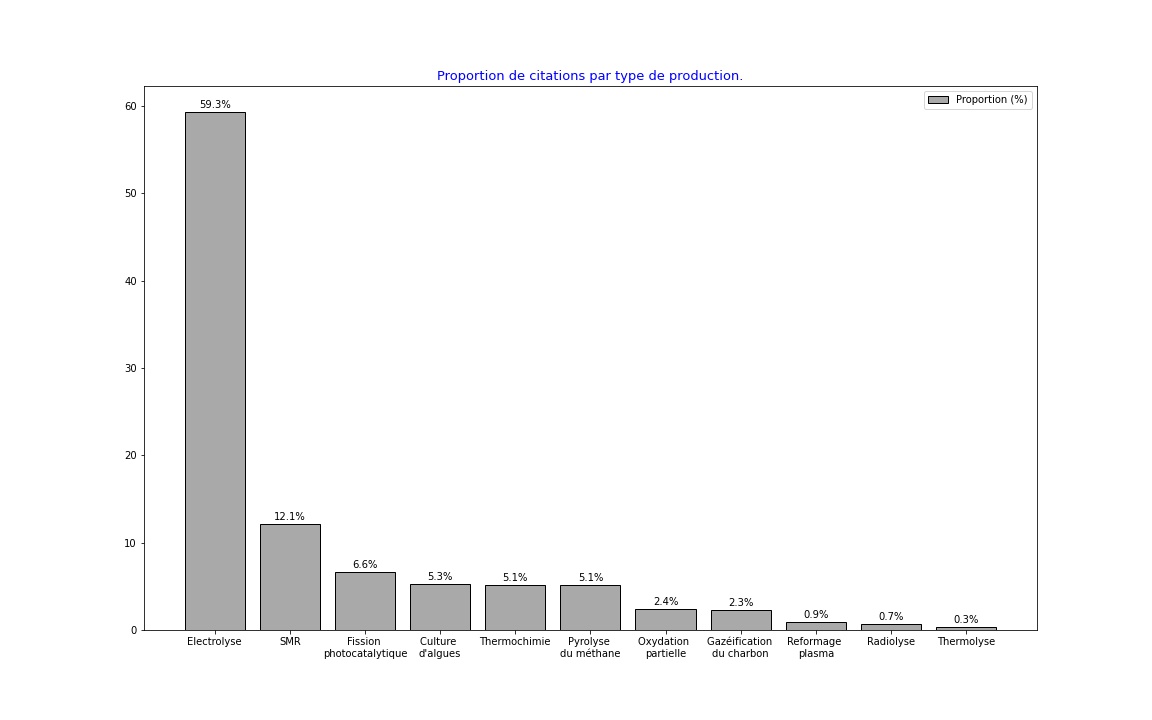 Proportion de citations par type de production.
Proportion (%)
60
50
40
30
20
10
0
59.3%
12.1%
6.6%
5.3%
5.1%
5.1%
2.4%
2.3%
0.9%
0.7%
0.3%
Electrolyse
SMR
Fission
photocatalytique
Culture
d'algues
Thermochimie
Pyrolyse
du méthane
Oxydation
partielle
Gazéification
du charbon
Reformage
plasma
Radiolyse
Thermolyse